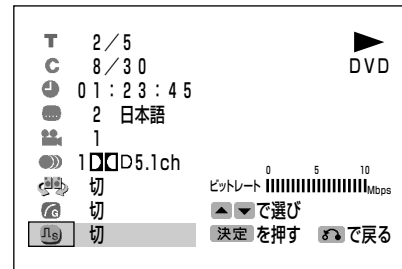 T 2/5
C 8/30
DVD
01:23:45
2 日本語
1
1 D5.1ch
切
0 5 10
ビットレート Mbps
G 切
▲▼で選び
S 切
決定 を押す で戻る